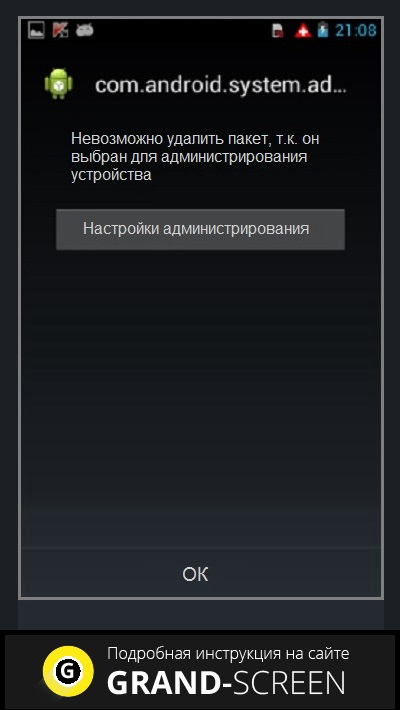 21:08
com.android.system.ad...
Невозможно удалить пакет, т.к. он
выбран для администрирования
устройства
Настройки администрирования
ОК
G
Подробная инструкция на сайте
GRAND-SCREEN